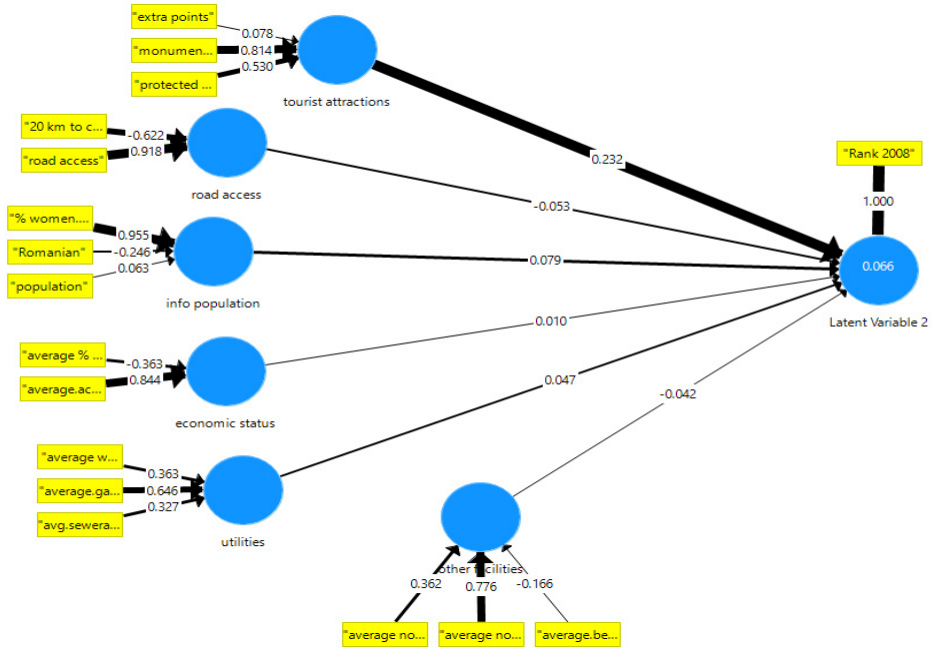 "extra points"
0.078
"monumen...
0.814
"protected ...
0.530
tourist attractions
"20 km to c...
-0.622
"road access"
0.918
road access
"% women....
0.955
"Romanian"
-0.246
"population"
0.063
info population
"average % ...
-0.363
"average.ac...
0.844
economic status
"average w...
0.363
"average.ga...
0.646
"avg.sewera...
0.327
utilities
other facilities
0.362
0.776
-0.166
"average no...
"average no...
"average.be...
0.232
-0.053
0.079
0.010
0.047
-0.042
"Rank 2008"
1.000
0.066
Latent Variable 2